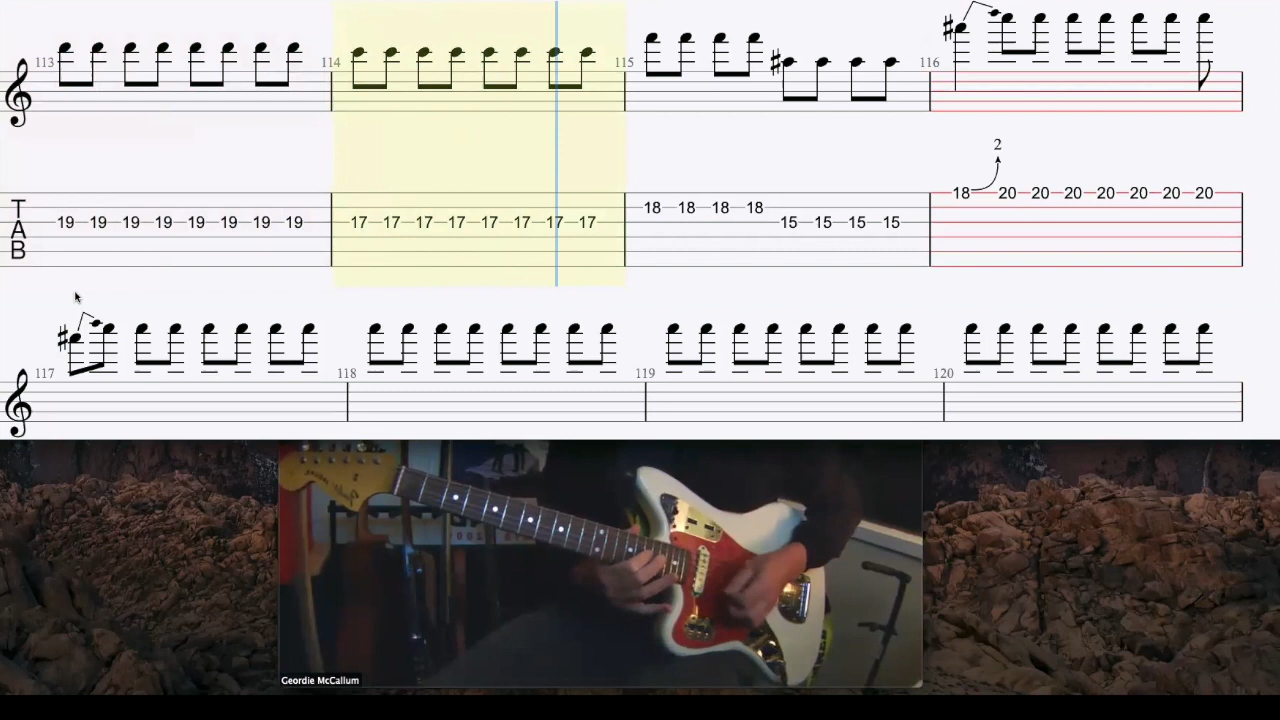 113 114 115 116
2
T
A
B
18 20 20 20 20 20 20 20
18 18 18 18
19 19 19 19 19 19 19 19 17 17 17 17 17 17 17 17 15 15 15 15
117 118 119 120
Geordie McCallum